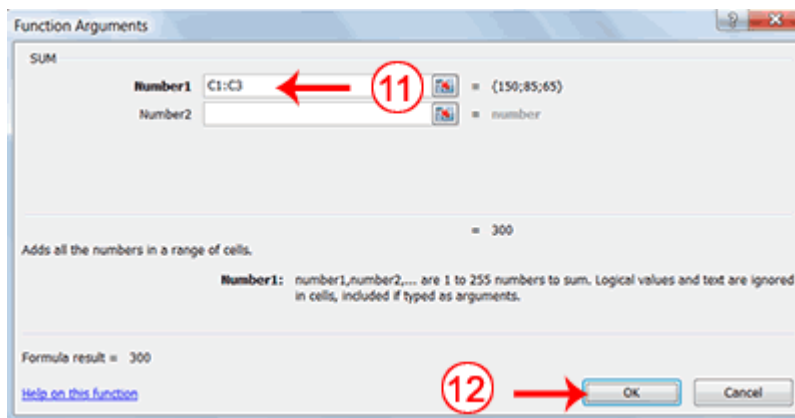 Function Arguments
SUM
Number1 C1:C3 11 = {150;85;65}
Number2 = number
= 300
Adds all the numbers in a range of cells.
Number1: number1,number2,... are 1 to 255 numbers to sum. Logical values and text are ignored
in cells, included if typed as arguments.
Formula result = 300
Help on this function 12 OK Cancel